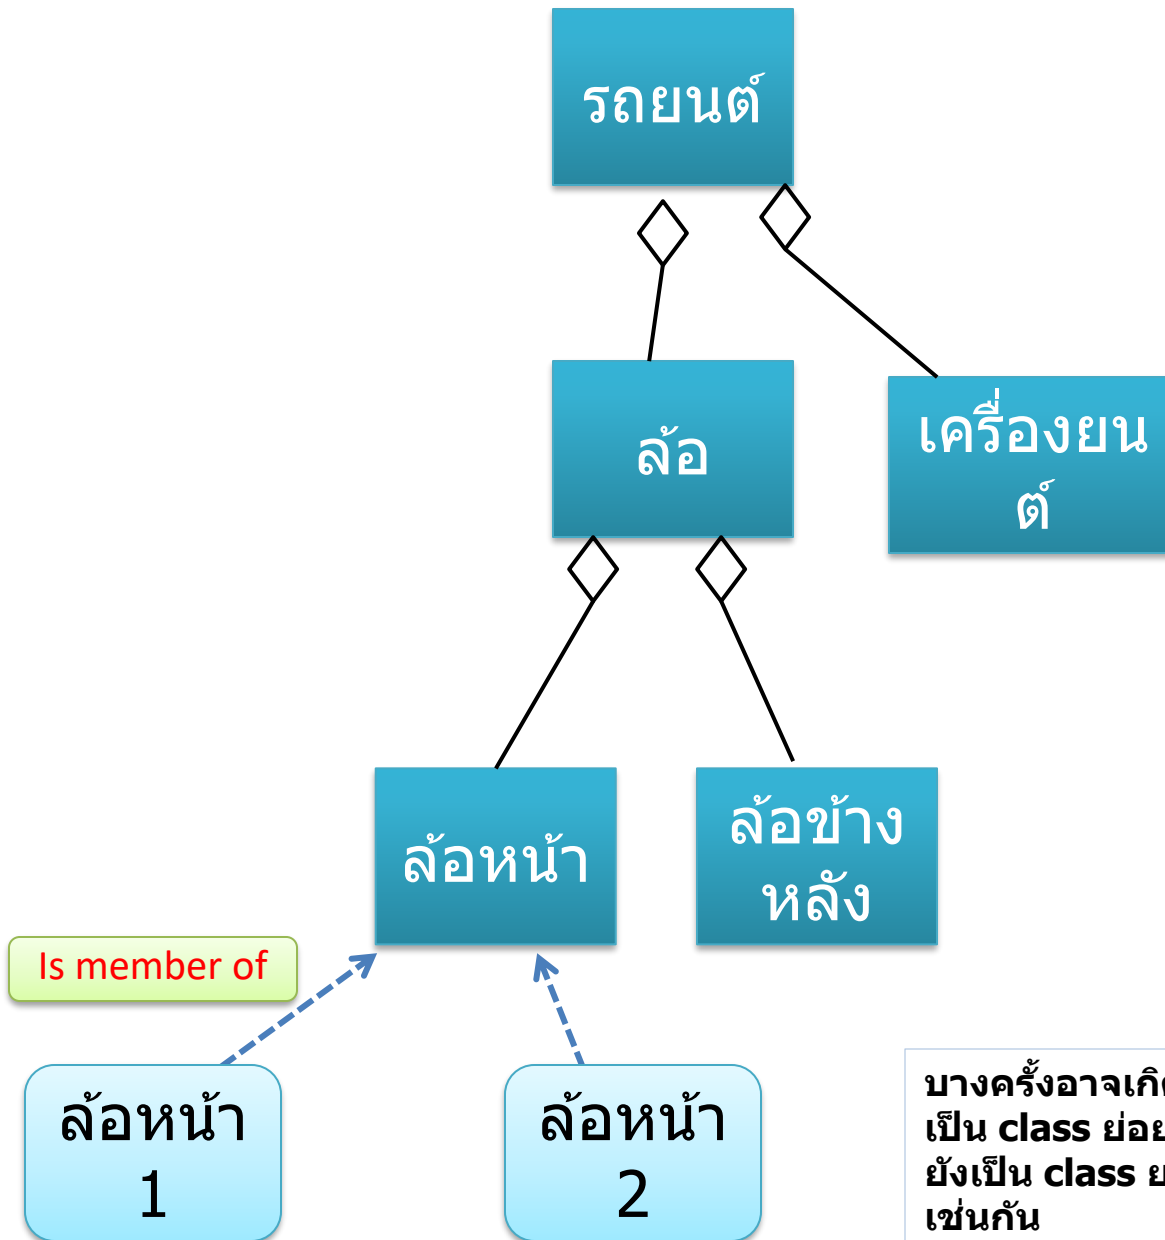 รถยนต์
ล้อ
เครื่องยน
ต์
ล้อหน้า
ล้อข้าง
หลัง
Is member of
ล้อหน้า
1
ล้อหน้า
2
บางครั้งอาจเกิด
เป็น class ย่อย
ยังเป็น class
เช่นกัน